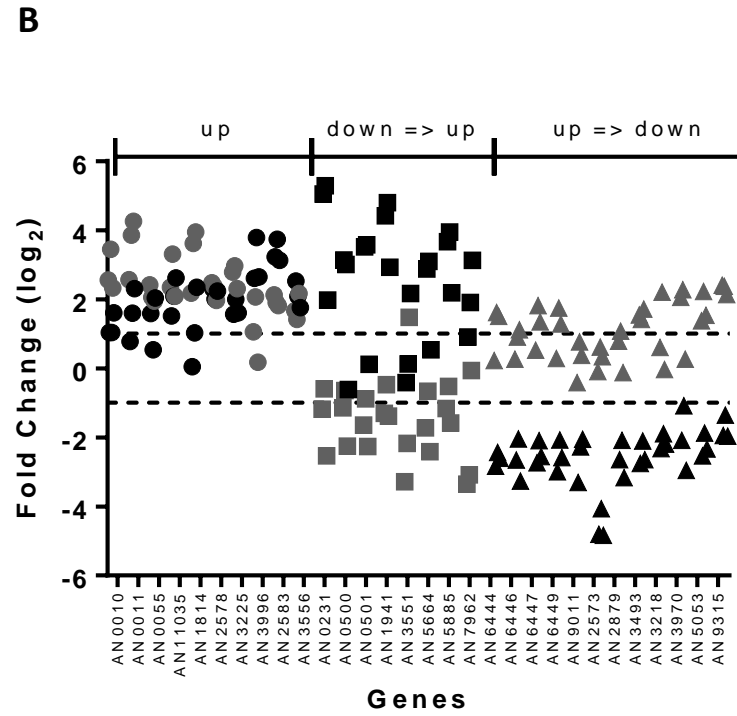 B
up
down => up
up => down
6
4
2
0
-2
-4
-6
Fold Change (log2)
AN0010
AN0011
AN0055
AN11035
AN1814
AN2578
AN3225
AN3996
AN2583
AN3556
AN0231
AN0500
AN0501
AN1941
AN3551
AN5664
AN5885
AN7962
AN6444
AN6446
AN6447
AN6449
AN9011
AN2573
AN2879
AN3493
AN3218
AN3970
AN5053
AN9315
Genes